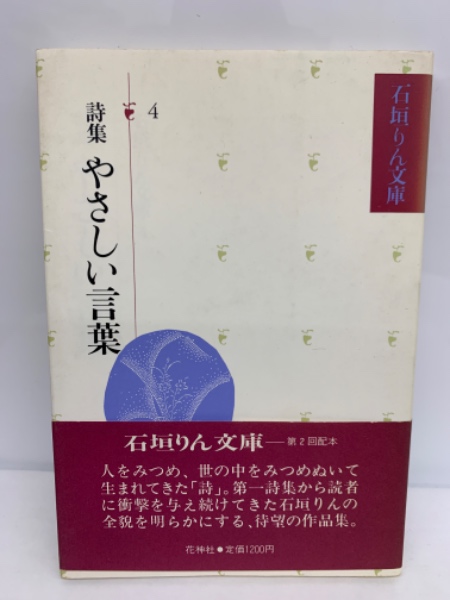 石垣りん文庫
4
詩集 やさしい言葉
石垣りん文庫──第2回配本
人をみつめ、世の中をみつめぬいて
生まれてきた「詩」。第一詩集から読者
に衝撃を与え続けてきた石垣りんの
全貌を明らかにする、待望の作品集。
花神社●定価1200円